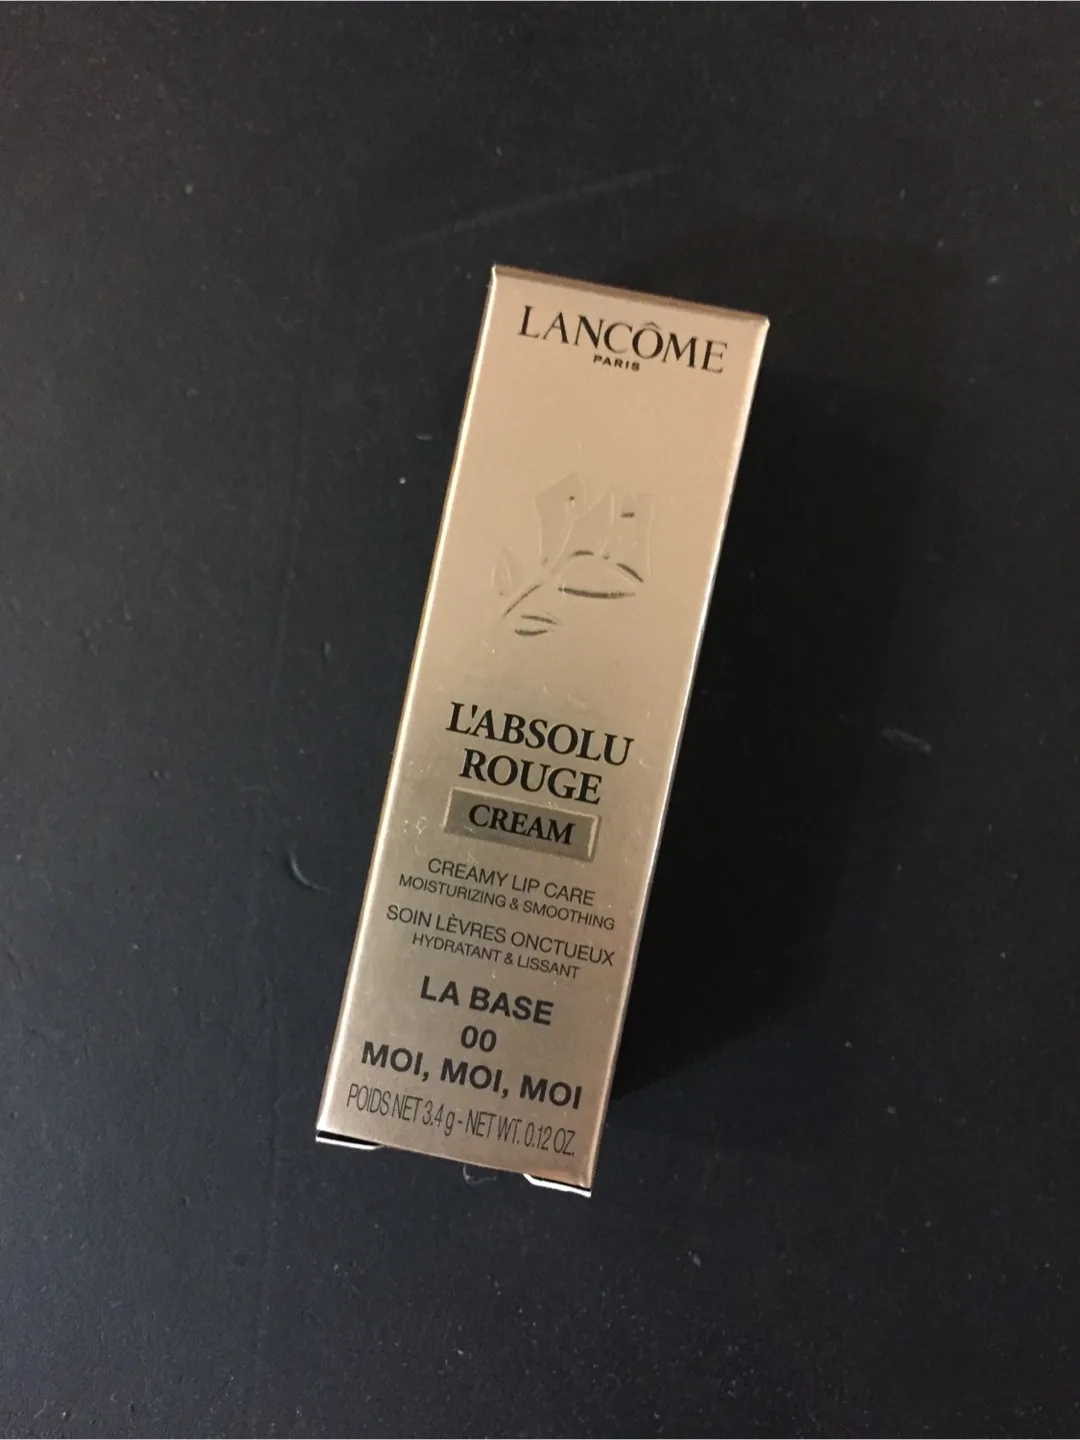 LANCÔME
PARIS
L'ABSOLU
ROUGE
CREAM
CREAMY LIP CARE
MOISTURIZING & SMOOTHING
SOIN LÈVRES ONCTUEUX
HYDRATANT & LISSANT
LA BASE
00
MOI, MOI, MOI
POIDS NET 3.4 g - NET WT. 0.12 OZ.